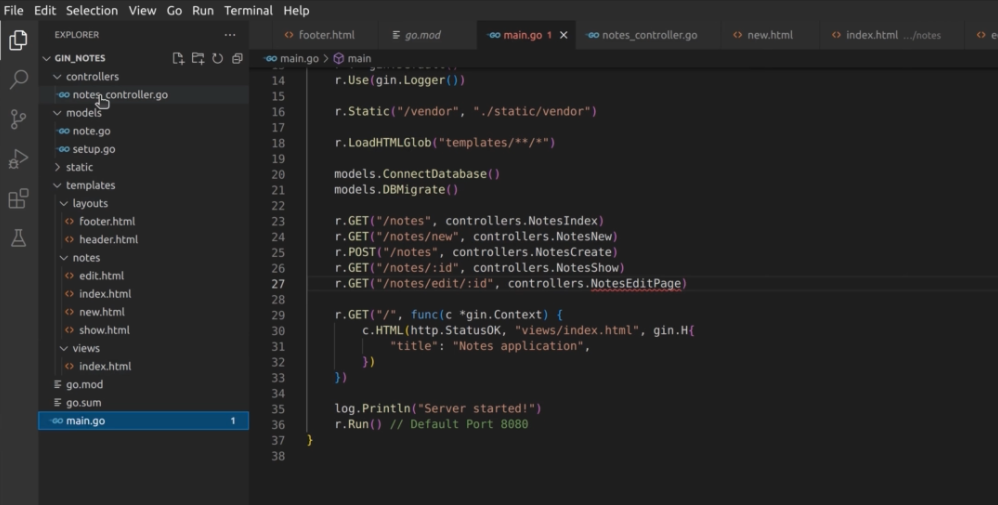 File Edit Selection View Go Run Terminal Help
EXPLORER
footer.html go.mod main.go 1 notes_controller.go new.html index.html .../notes
GIN_NOTES
main.go > main
controllers
notes_controller.go
models
note.go
setup.go
static
templates
layouts
footer.html
header.html
notes
edit.html
index.html
new.html
show.html
views
index.html
go.mod
go.sum
main.go 1
14 r.Use(gin.Logger())
15
16 r.Static("/vendor", "./static/vendor")
17
18 r.LoadHTMLGlob("templates/**/*")
19
20 models.ConnectDatabase()
21 models.DBMigrate()
22
23 r.GET("/notes", controllers.NotesIndex)
24 r.GET("/notes/new", controllers.NotesNew)
25 r.POST("/notes", controllers.NotesCreate)
26 r.GET("/notes/:id", controllers.NotesShow)
27 r.GET("/notes/edit/:id", controllers.NotesEditPage)
28
29 r.GET("/", func(c *gin.Context) {
30 c.HTML(http.StatusOK, "views/index.html", gin.H{
31 "title": "Notes application",
32 })
33 })
34
35 log.Println("Server started!")
36 r.Run() // Default Port 8080
37 }
38